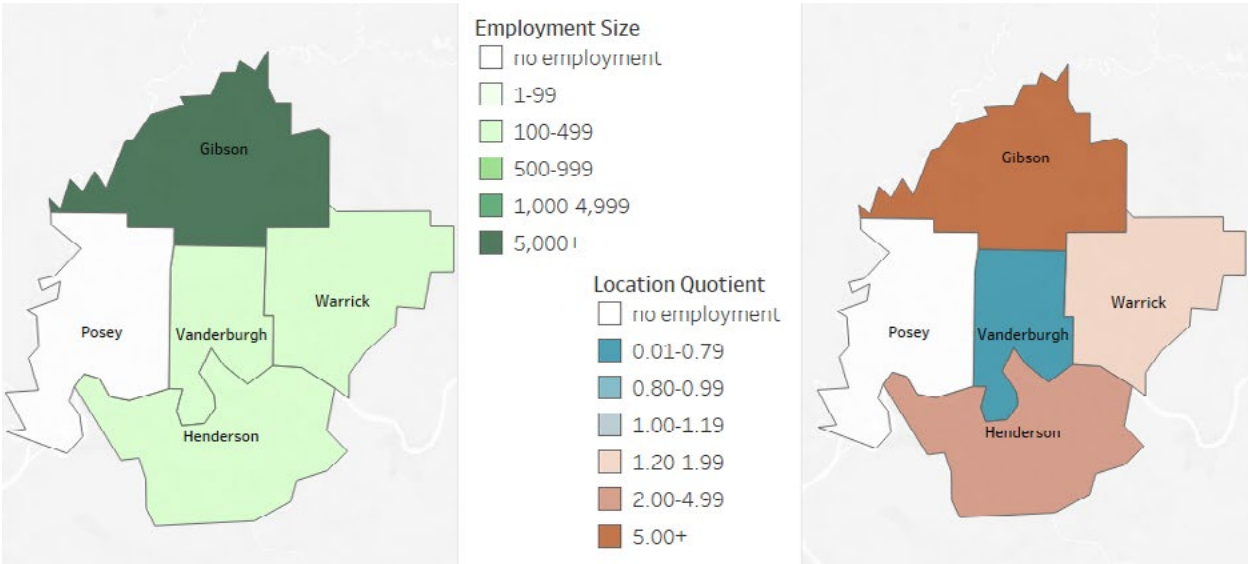 Gibson
Posey
Vanderburgh
Warrick
Henderson
Employment Size
no employment
1-99
100-499
500-999
1,000 4,999
5,000+
Location Quotient
no employment
0.01-0.79
0.80-0.99
1.00-1.19
1.20 1.99
2.00-4.99
5.00+
Gibson
Posey
Vanderburgh
Warrick
Henderson